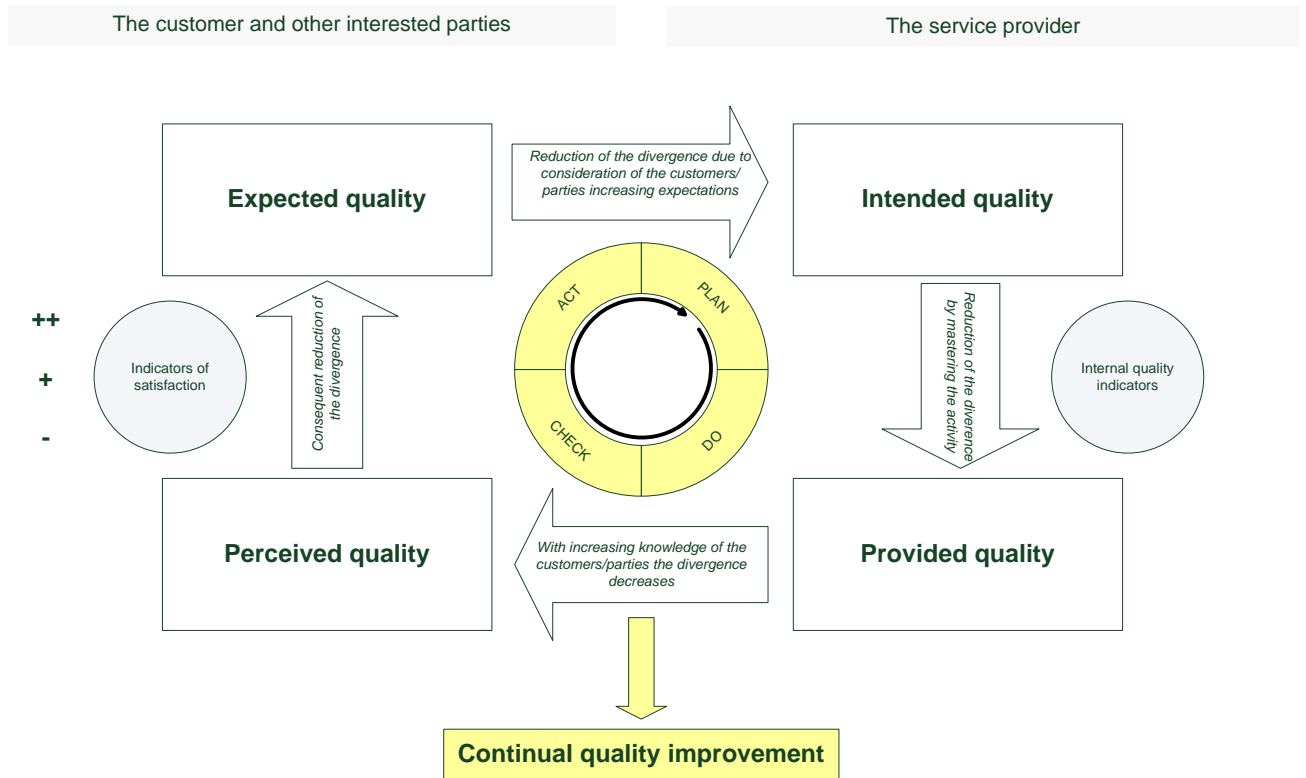 The customer and other interested parties
The service provider
Expected quality
Reduction of the divergence due to
consideration of the customers/
parties increasing expectations
Intended quality
ACT
PLAN
++
+
-
Indicators of
satisfaction
Consequent reduction of
the divergence
Reduction of the diverence
by mastering the activity
Internal quality
indicators
CHECK
DO
Perceived quality
With increasing knowledge of the
customers/parties the divergence
decreases
Provided quality
Continual quality improvement